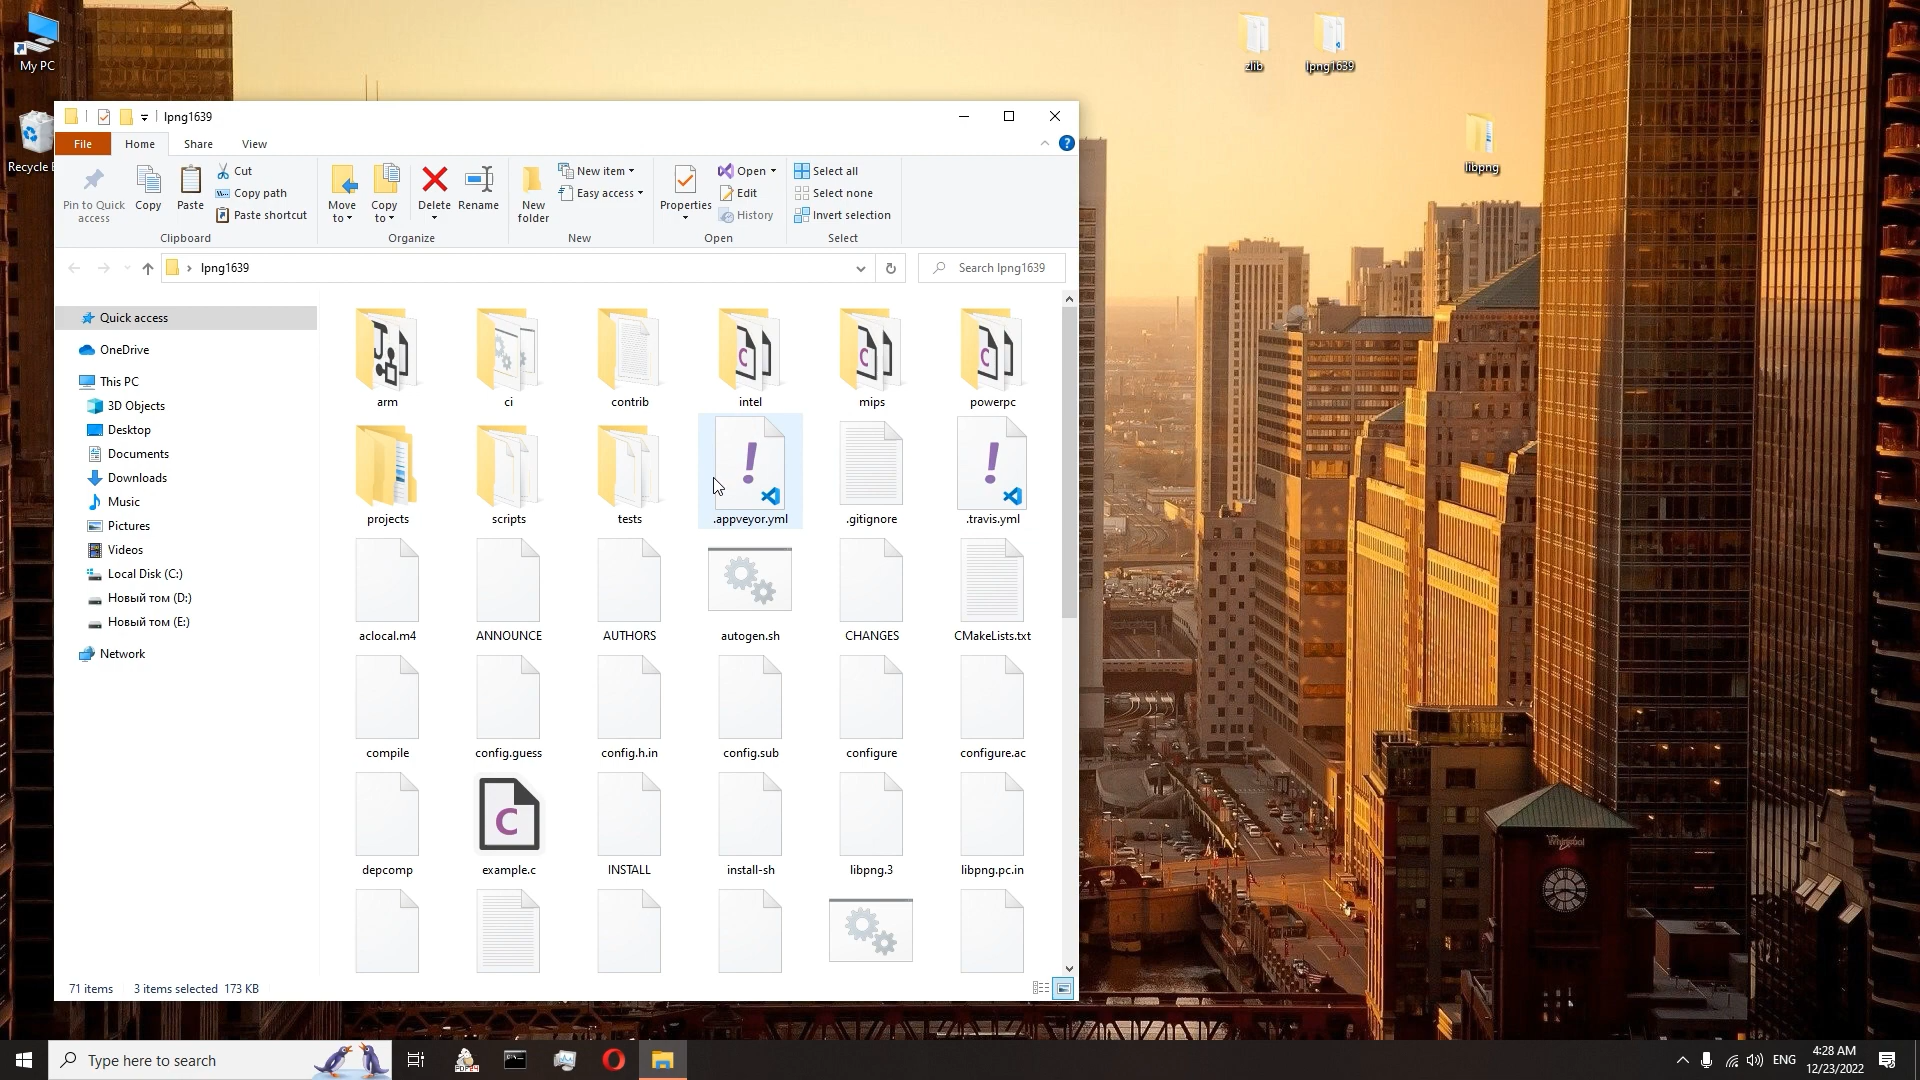 My PC
zlib
lpng1639
Recycle
libpng
lpng1639
File
Home
Share
View
Pin to Quick access
Copy
Paste
Cut
Copy path
Paste shortcut
Move to
Copy to
Delete
Rename
New folder
New item
Easy access
Properties
Open
Edit
History
Select all
Select none
Invert selection
Clipboard
Organize
New
Open
Select
lpng1639
Search lpng1639
Quick access
OneDrive
This PC
3D Objects
Desktop
Documents
Downloads
Music
Pictures
Videos
Local Disk (C:)
Новый том (D:)
Новый том (E:)
Network
arm
ci
contrib
intel
mips
powerpc
projects
scripts
tests
.appveyor.yml
.gitignore
.travis.yml
aclocal.m4
ANNOUNCE
AUTHORS
autogen.sh
CHANGES
CMakeLists.txt
compile
config.guess
config.h.in
config.sub
configure
configure.ac
depcomp
example.c
INSTALL
install-sh
libpng.3
libpng.pc.in
71 items
3 items selected 173 KB
Whirlpool
Type here to search
ENG
4:28 AM
12/23/2022